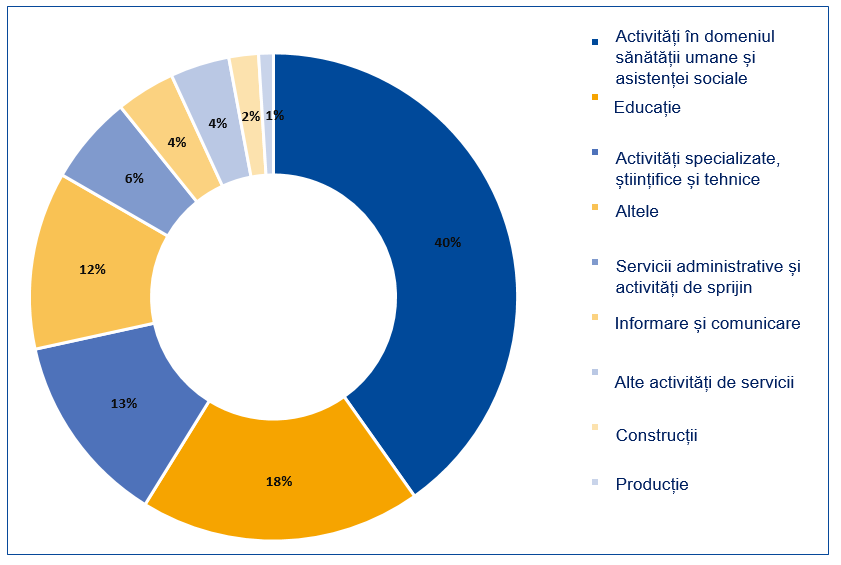 40%
18%
13%
12%
6%
4%
4%
2%
1%
Activități în domeniul
sănătății umane și
asistenței sociale
Educație
Activități specializate,
științifice și tehnice
Altele
Servicii administrative și
activități de sprijin
Informare și comunicare
Alte activități de servicii
Construcții
Producție